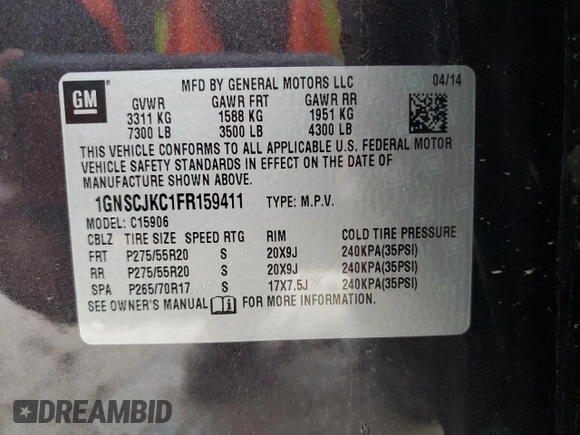 GM
MFD BY GENERAL MOTORS LLC 04/14
GVWR GAWR FRT GAWR RR
3311 KG 1588 KG 1951 KG
7300 LB 3500 LB 4300 LB
THIS VEHICLE CONFORMS TO ALL APPLICABLE U.S. FEDERAL MOTOR
VEHICLE SAFETY STANDARDS IN EFFECT ON THE DATE OF
MANUFACTURE SHOWN ABOVE.
1GNSCJKC1FR159411 TYPE: M.P.V.
MODEL: C15906
CBLZ TIRE SIZE SPEED RTG RIM COLD TIRE PRESSURE
FRT P275/55R20 S 20X9J 240KPA(35PSI)
RR P275/55R20 S 20X9J 240KPA(35PSI)
SPA P265/70R17 S 17X7.5J 240KPA(35PSI)
SEE OWNER'S MANUAL FOR MORE INFORMATION.
DREAMBID